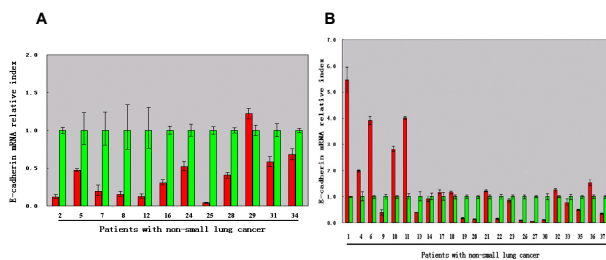 A
E-cadherin mRNA relative index
2.0
1.5
1.0
0.5
0.0
2 5 7 8 12 16 24 25 28 29 31 34
Patients with non-small lung cancer
B
E-cadherin mRNA relative index
7.0
6.0
5.0
4.0
3.0
2.0
1.0
0.0
1 4 6 9 10 11 13 14 17 18 19 20 21 22 23 26 27 30 32 33 35 36 37
Patients with non-small lung cancer